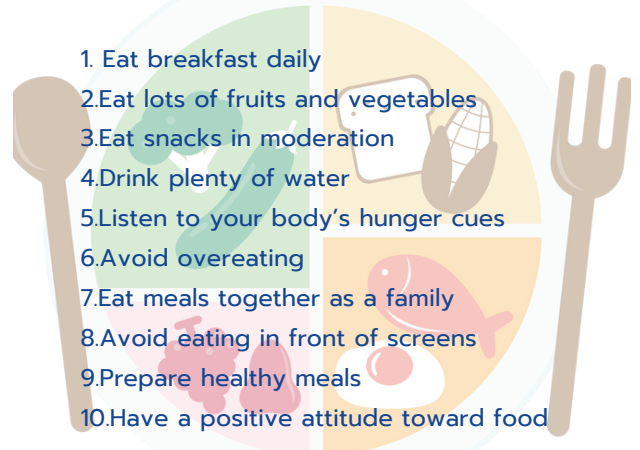 1. Eat breakfast daily
2.Eat lots of fruits and vegetables
3.Eat snacks in moderation
4.Drink plenty of water
5.Listen to your body’s hunger cues
6.Avoid overeating
7.Eat meals together as a family
8.Avoid eating in front of screens
9.Prepare healthy meals
10.Have a positive attitude toward food